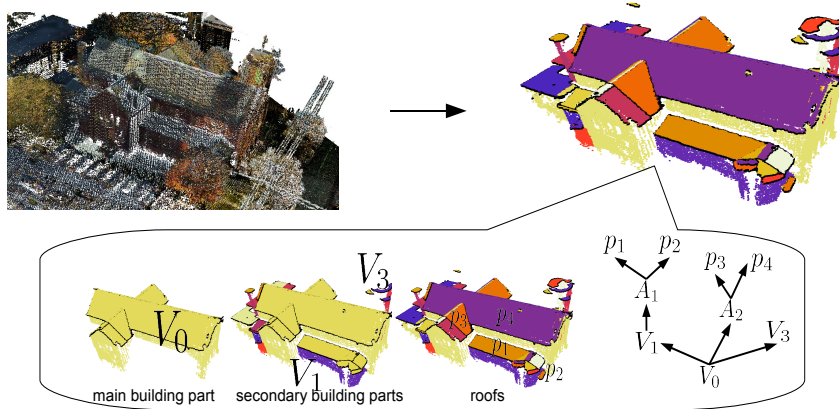 p₁ p₂
p₃ p₄
A₁
A₂
V₁ V₃
V₀
V₃
V₀
p₃ p₄
p₁
p₂
V₁
main building part secondary building parts roofs